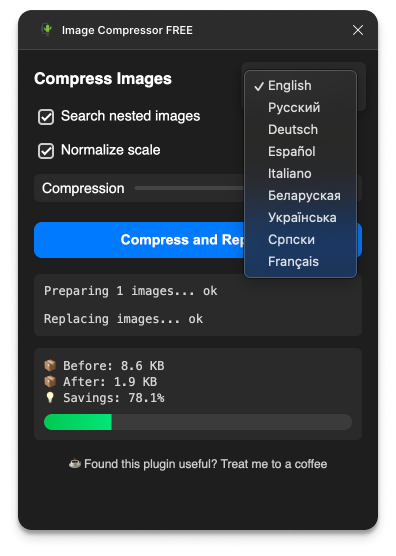 Image Compressor FREE
Compress Images
English
Русский
Deutsch
Español
Italiano
Беларуская
Українська
Српски
Français
Search nested images
Normalize scale
Compression
Compress and
Preparing 1 images... ok
Replacing images... ok
Before: 8.6 KB
After: 1.9 KB
Savings: 78.1%
Found this plugin useful? Treat me to a coffee